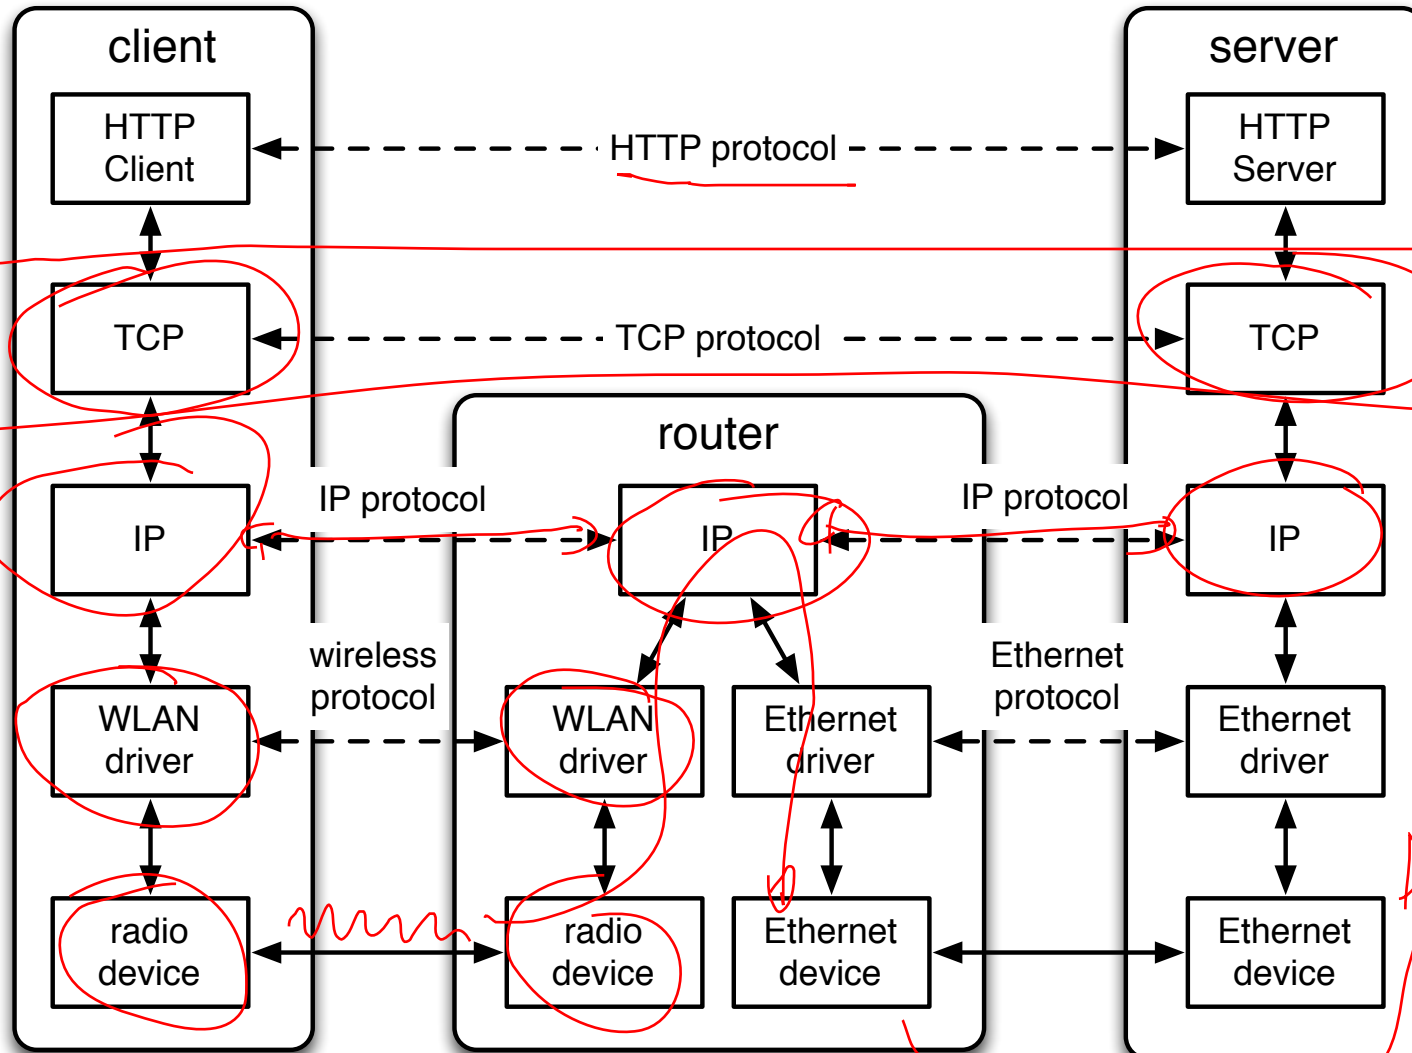 client
server
HTTP
Client
HTTP protocol
HTTP
Server
TCP
TCP protocol
TCP
router
IP
IP protocol
IP
IP protocol
IP
wireless
protocol
Ethernet
protocol
WLAN
driver
WLAN
driver
Ethernet
driver
Ethernet
driver
radio
device
radio
device
Ethernet
device
Ethernet
device